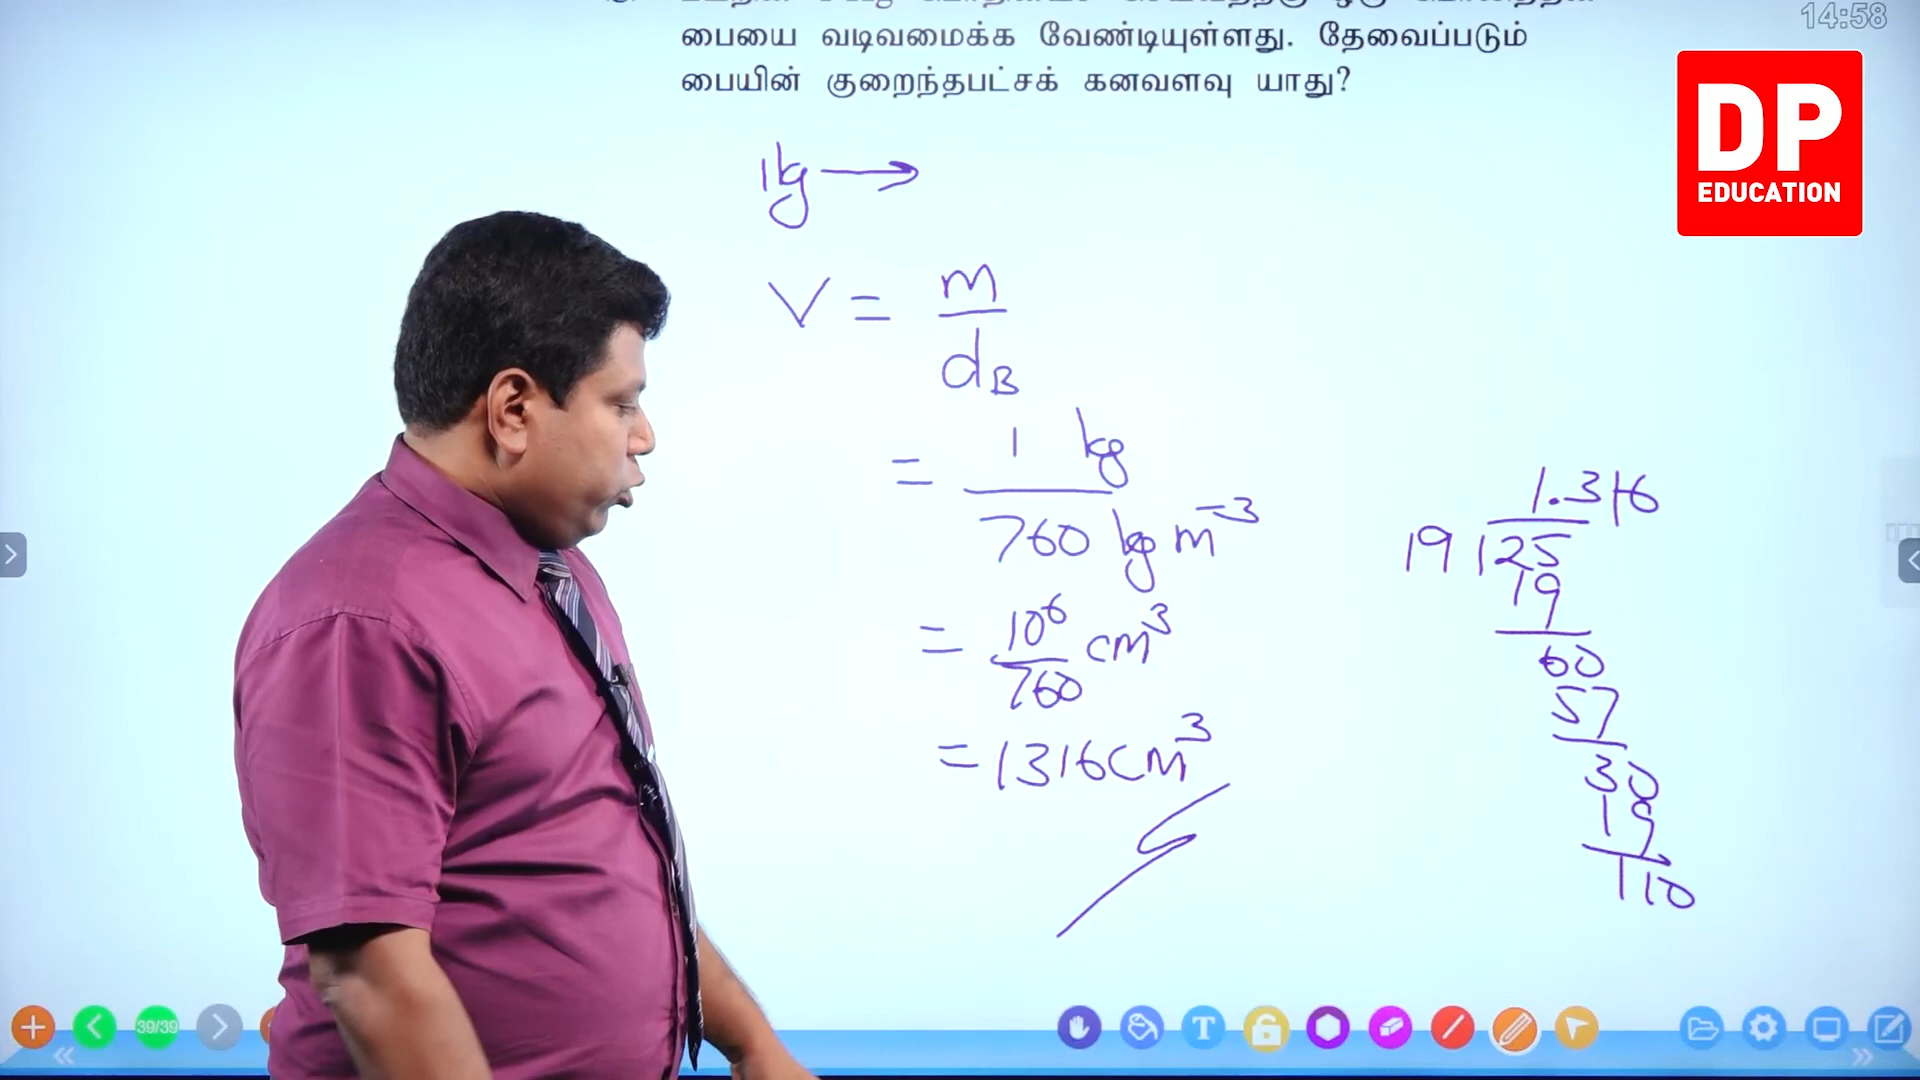 14:58
பையை வடிவமைக்க வேண்டியுள்ளது. தேவைப்படும்
பையின் குறைந்தபட்சக் கனவளவு யாது?
DP
EDUCATION
1kg →
V = m
d_B
= 1 kg
760 kg m⁻³
= 10⁶ cm³
760
= 1316 cm³
1.316
19 125
19
60
57
30
19
110
39/39
T